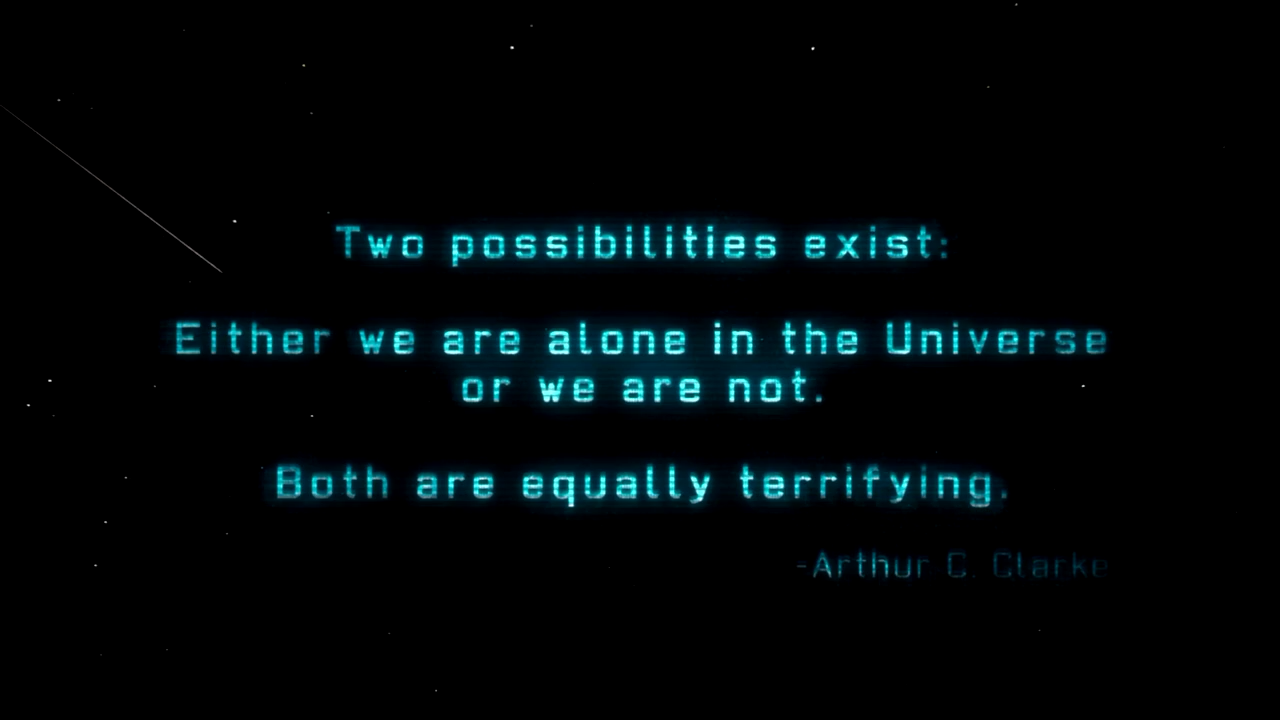 Two possibilities exist:
Either we are alone in the Universe
or we are not.
Both are equally terrifying.
-Arthur C. Clarke